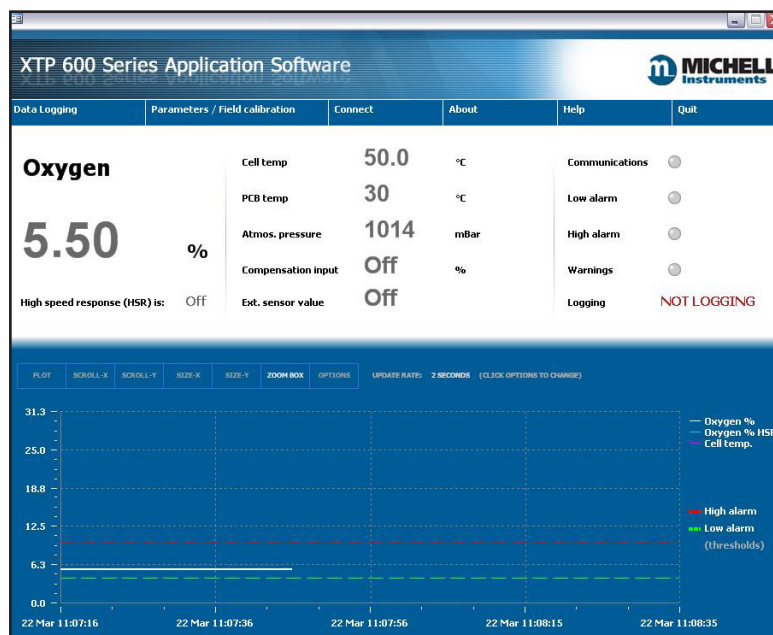 XTP 600 Series Application Software
MICHELL
Instruments
Data Logging
Parameters / Field calibration
Connect
About
Help
Quit
Oxygen
5.50 %
High speed response (HSR) is: Off
Cell temp 50.0 °C
PCB temp 30 °C
Atmos. pressure 1014 mBar
Compensation input Off %
Ext. sensor value Off
Communications
Low alarm
High alarm
Warnings
Logging NOT LOGGING
PLOT SCROLL-X SCROLL-Y SIZE-X SIZE-Y ZOOM BOX OPTIONS UPDATE RATE: 2 SECONDS (CLICK OPTIONS TO CHANGE)
31.3
25.0
18.8
12.5
6.3
0.0
22 Mar 11:07:16
22 Mar 11:07:36
22 Mar 11:07:56
22 Mar 11:08:15
22 Mar 11:08:35
Oxygen %
Oxygen % HSR
Cell temp.
High alarm
Low alarm
(thresholds)